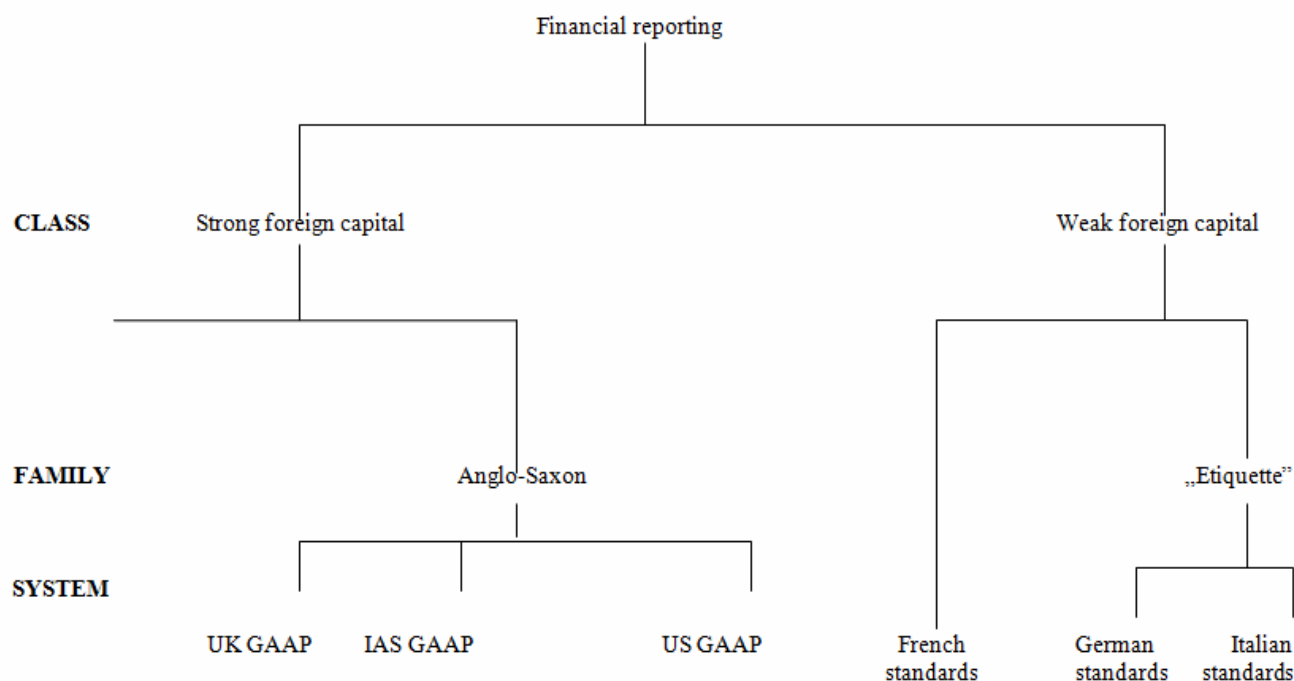 Financial reporting
CLASS Strong foreign capital Weak foreign capital
FAMILY Anglo-Saxon „Etiquette”
SYSTEM
UK GAAP IAS GAAP US GAAP French German Italian
standards standards standards